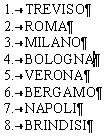 1.→TREVISO¶
2.→ROMA¶
3.→MILANO¶
4.→BOLOGNA¶
5.→VERONA¶
6.→BERGAMO¶
7.→NAPOLI¶
8.→BRINDISI¶